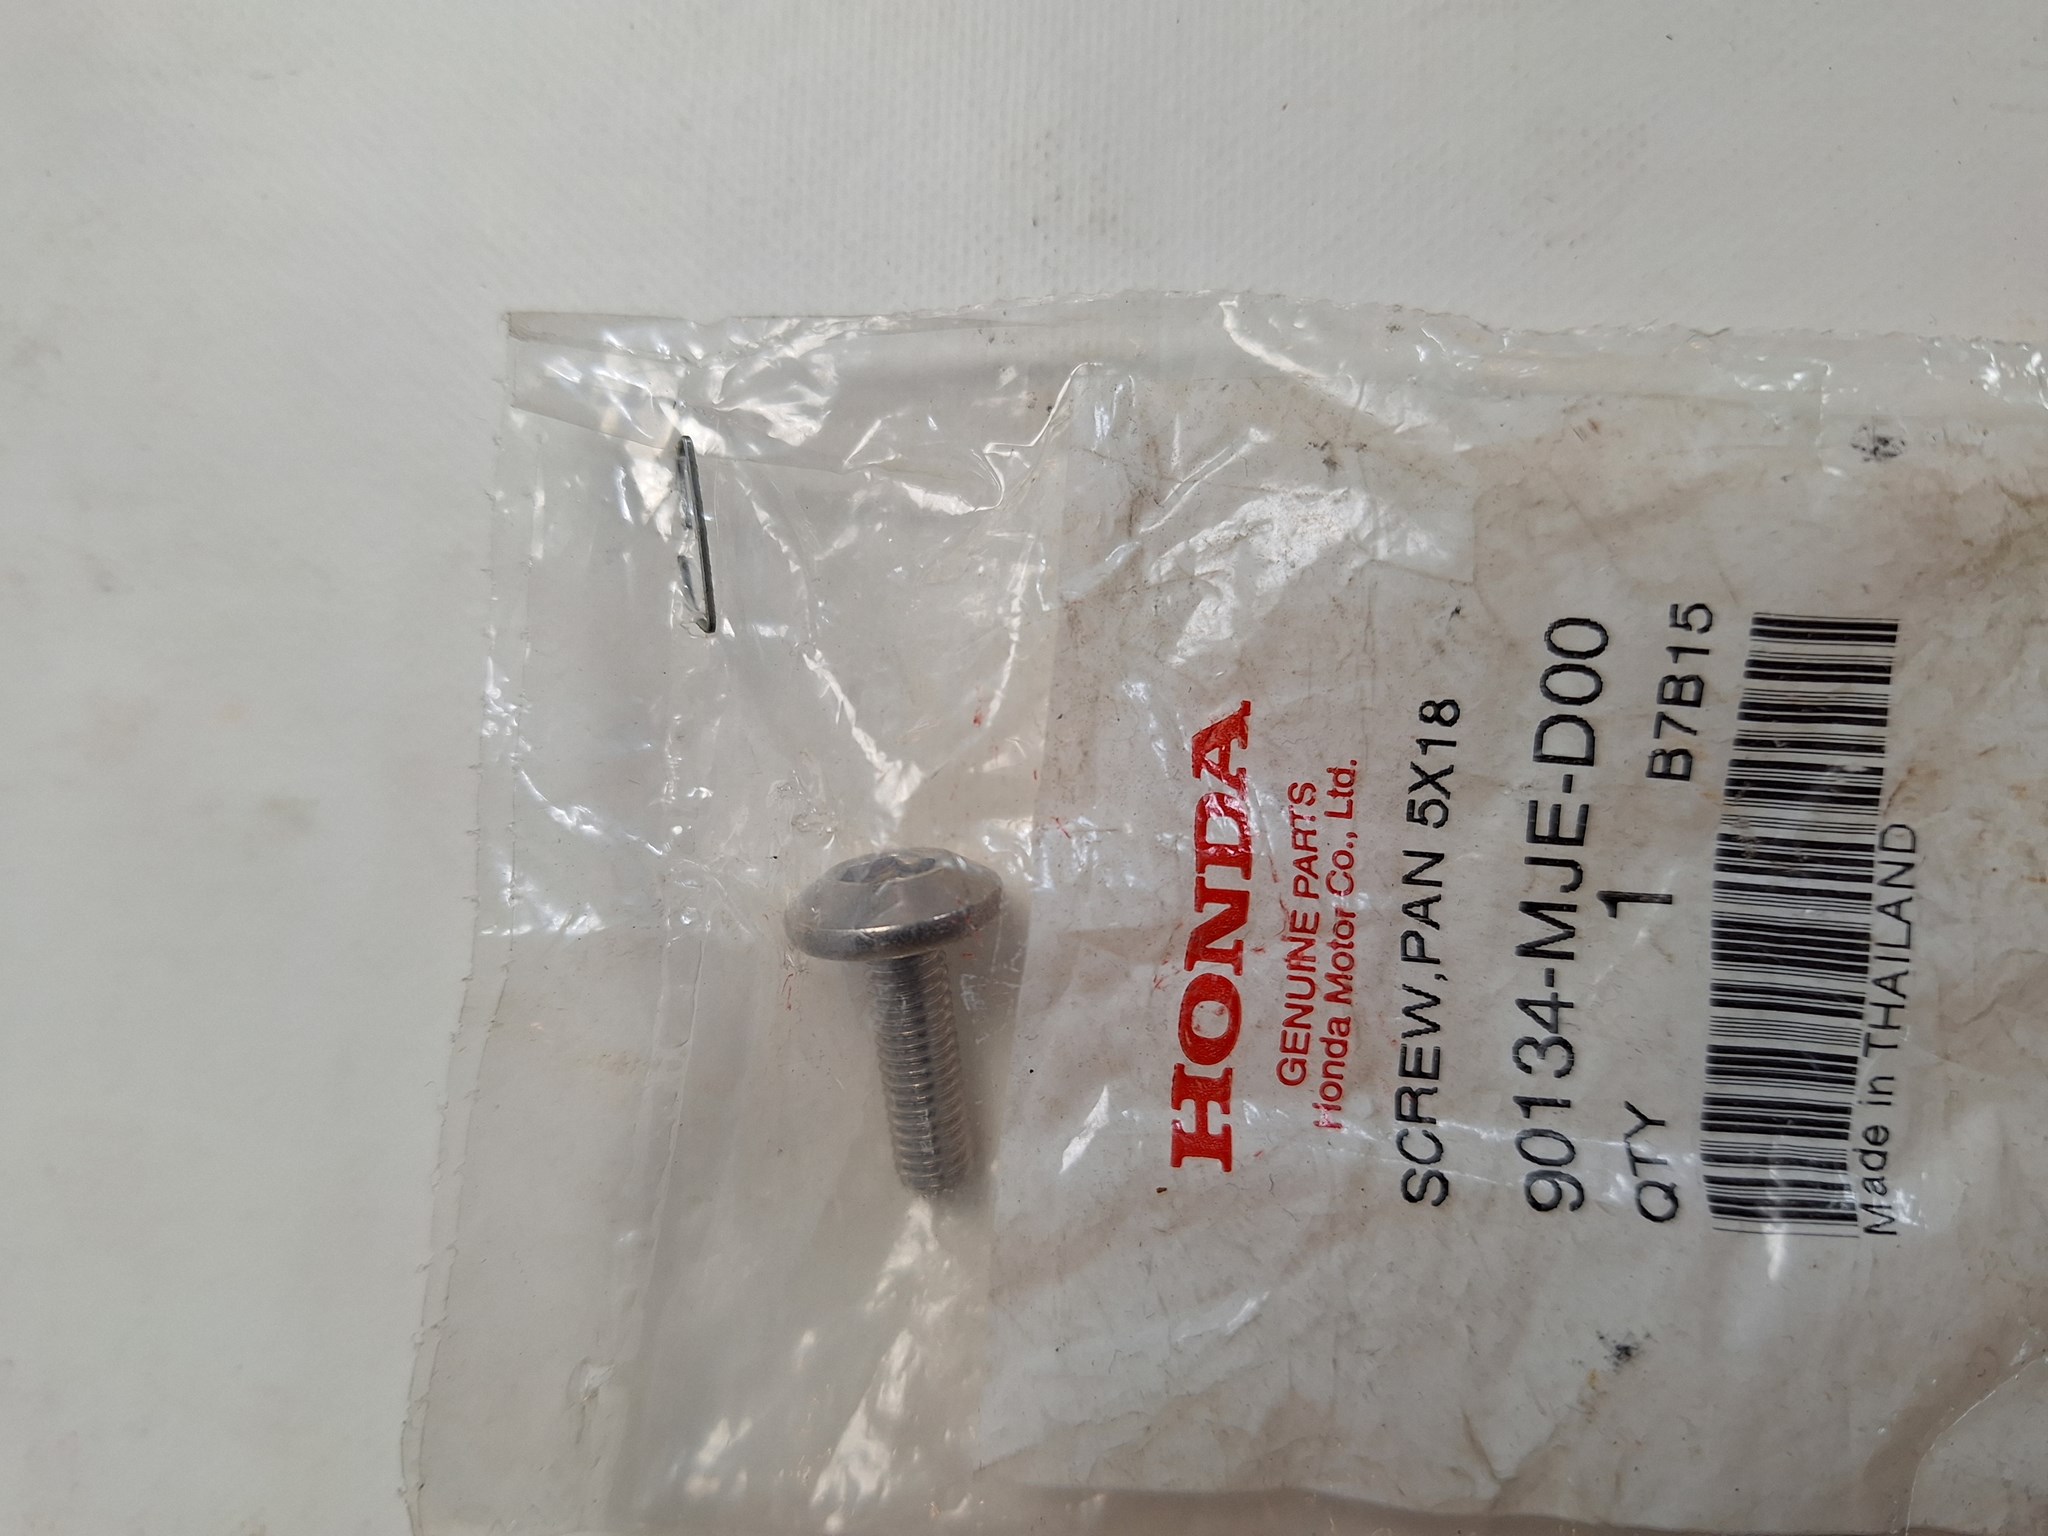 HONDA
GENUINE PARTS
Honda Motor Co., Ltd.
SCREW,PAN 5X18
90134-MJE-D00
QTY 1 B7B15
Made in THAILAND